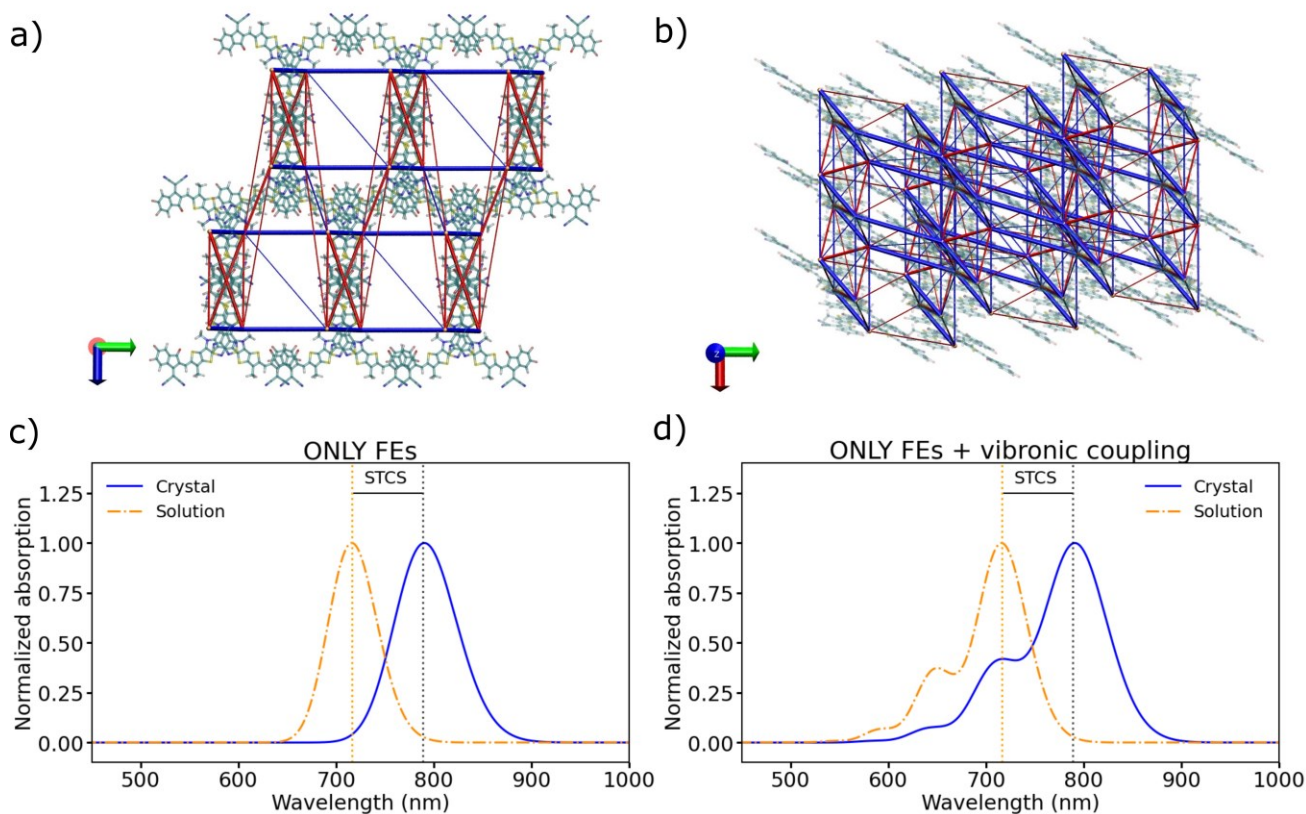 a)
b)
z
c)
ONLY FEs
STCS
Crystal
Solution
Normalized absorption
1.25
1.00
0.75
0.50
0.25
0.00
500 600 700 800 900 1000
Wavelength (nm)
d)
ONLY FEs + vibronic coupling
STCS
Crystal
Solution
Normalized absorption
1.25
1.00
0.75
0.50
0.25
0.00
500 600 700 800 900 1000
Wavelength (nm)